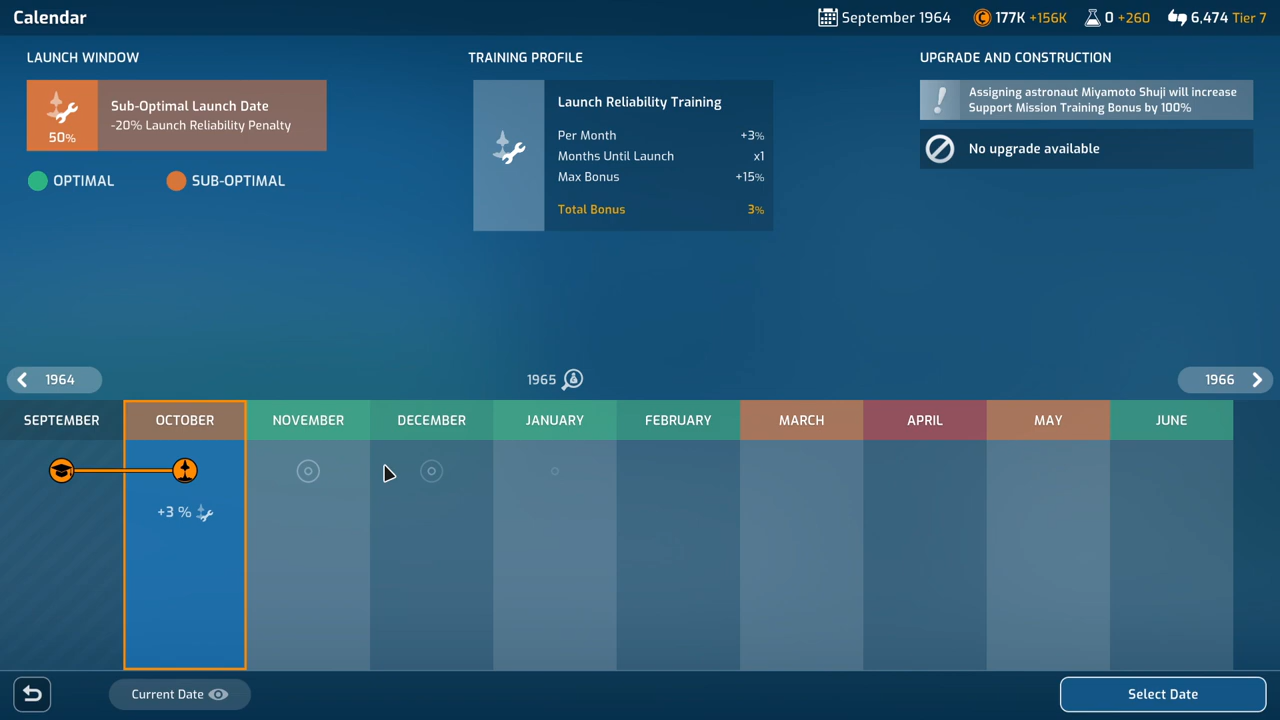 Calendar
September 1964
177K +156K
0 +260
6,474 Tier 7
LAUNCH WINDOW
50%
Sub-Optimal Launch Date
-20% Launch Reliability Penalty
OPTIMAL
SUB-OPTIMAL
TRAINING PROFILE
Launch Reliability Training
Per Month +3%
Months Until Launch x1
Max Bonus +15%
Total Bonus 3%
UPGRADE AND CONSTRUCTION
Assigning astronaut Miyamoto Shuji will increase
Support Mission Training Bonus by 100%
No upgrade available
1964
1965
1966
SEPTEMBER
OCTOBER
NOVEMBER
DECEMBER
JANUARY
FEBRUARY
MARCH
APRIL
MAY
JUNE
+3 %
Current Date
Select Date